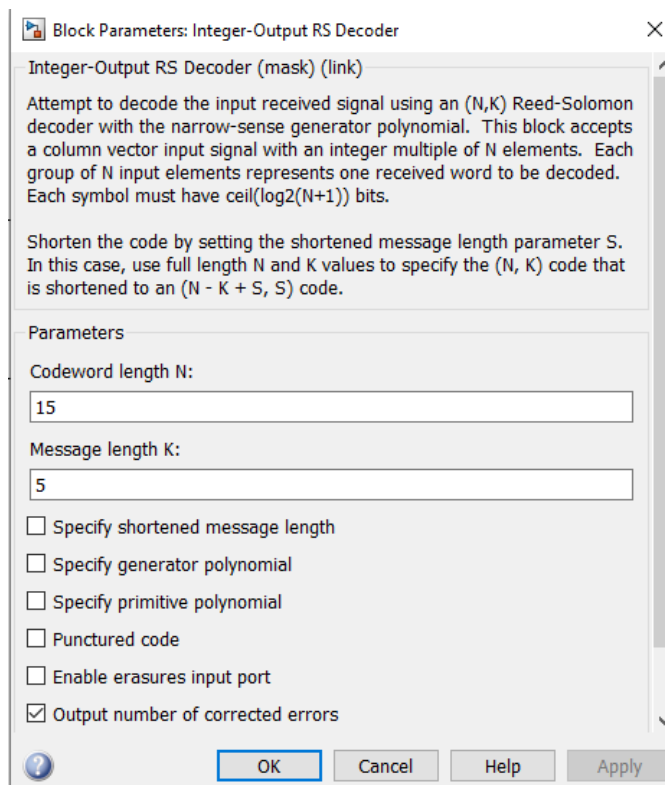 Block Parameters: Integer-Output RS Decoder
Integer-Output RS Decoder (mask) (link)
Attempt to decode the input received signal using an (N,K) Reed-Solomon
decoder with the narrow-sense generator polynomial.  This block accepts
a column vector input signal with an integer multiple of N elements.  Each
group of N input elements represents one received word to be decoded.
Each symbol must have ceil(log2(N+1)) bits.
Shorten the code by setting the shortened message length parameter S.
In this case, use full length N and K values to specify the (N, K) code that
is shortened to an (N - K + S, S) code.
Parameters
Codeword length N:
15
Message length K:
5
Specify shortened message length
Specify generator polynomial
Specify primitive polynomial
Punctured code
Enable erasures input port
Output number of corrected errors
? OK Cancel Help Apply